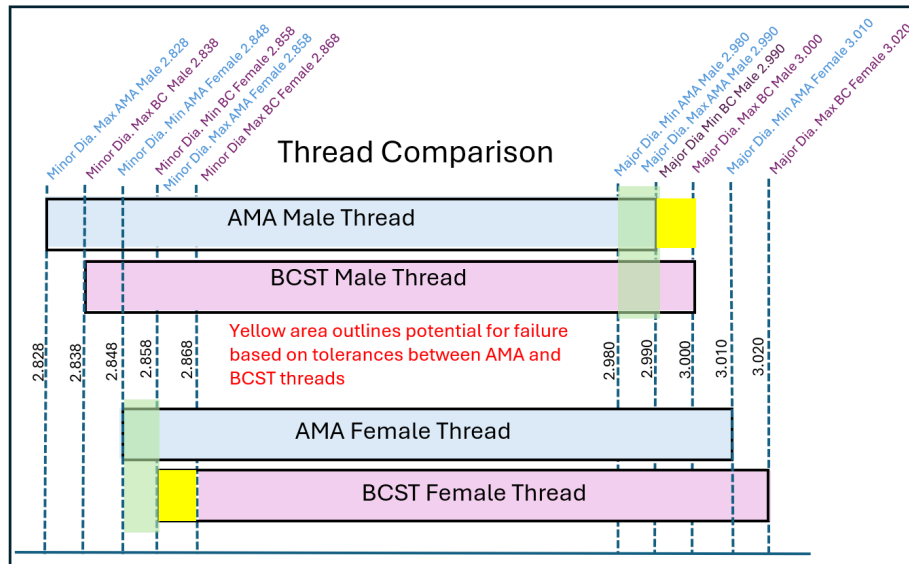 Minor Dia. Max AMA Male 2.828
Minor Dia. Max BC Male 2.838
Minor Dia. Min AMA Female 2.848
Minor Dia. Min BC Female 2.858
Minor Dia. Max AMA Female 2.858
Minor Dia Max BC Female 2.868
Major Dia. Min AMA Male 2.980
Major Dia. Max AMA Male 2.990
Major Dia Min BC Male 2.990
Major Dia. Max BC Male 3.000
Major Dia. Min AMA Female 3.010
Major Dia. Max BC Female 3.020
Thread Comparison
AMA Male Thread
BCST Male Thread
Yellow area outlines potential for failure
based on tolerances between AMA and
BCST threads
2.828
2.838
2.848
2.858
2.868
2.980
2.990
3.000
3.010
3.020
AMA Female Thread
BCST Female Thread